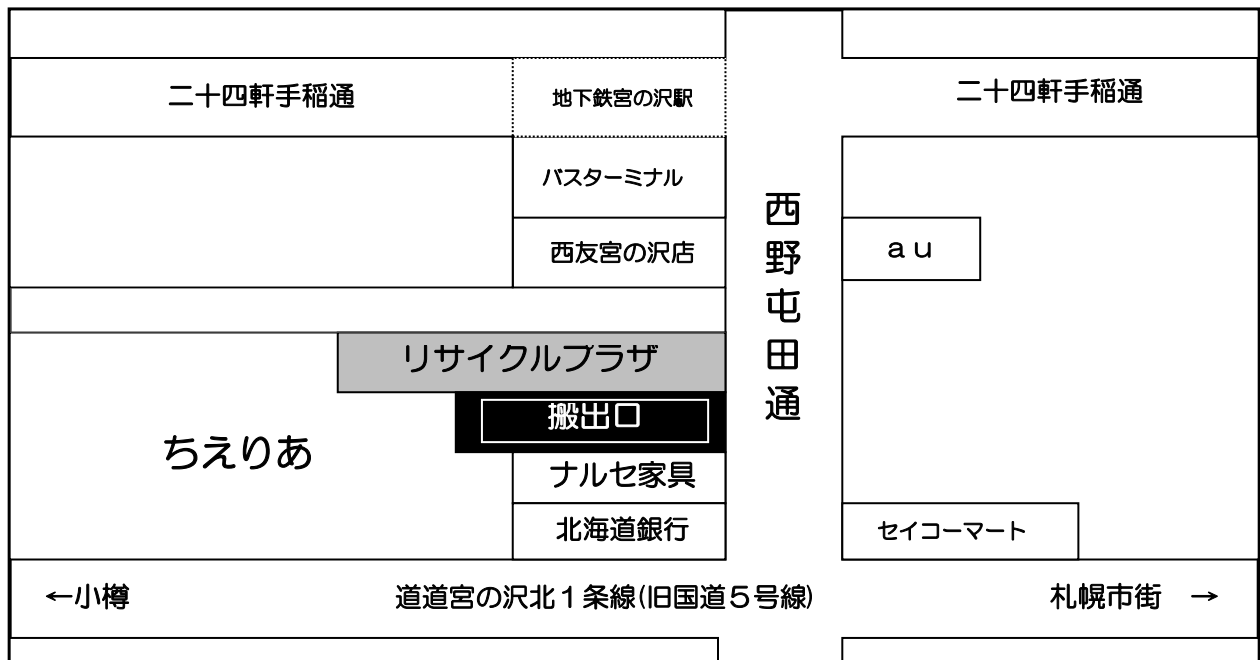 二十四軒手稲通
地下鉄宮の沢駅
二十四軒手稲通
バスターミナル
西友宮の沢店
西野屯田通
ａｕ
リサイクルプラザ
搬出口
ちえりあ
ナルセ家具
北海道銀行
セイコーマート
←小樽
道道宮の沢北１条線(旧国道５号線)
札幌市街　→